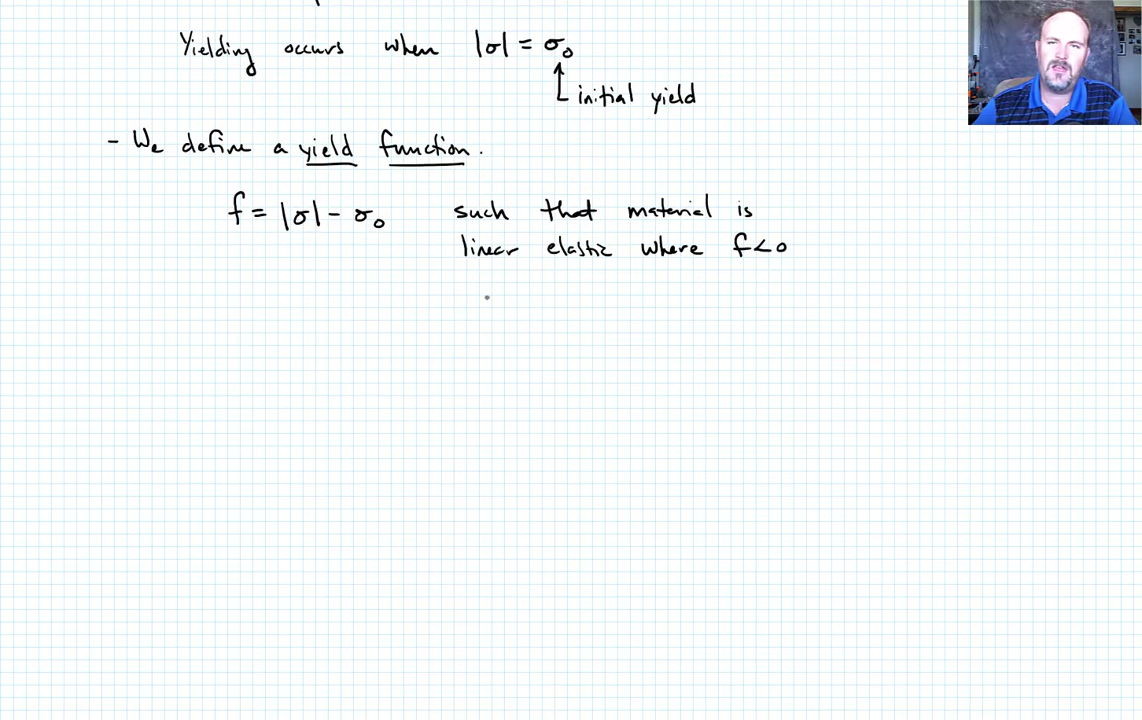 Yielding occurs when |σ| = σ₀
initial yield
- We define a yield function.
f = |σ| - σ₀ such that material is
linear elastic where f < 0